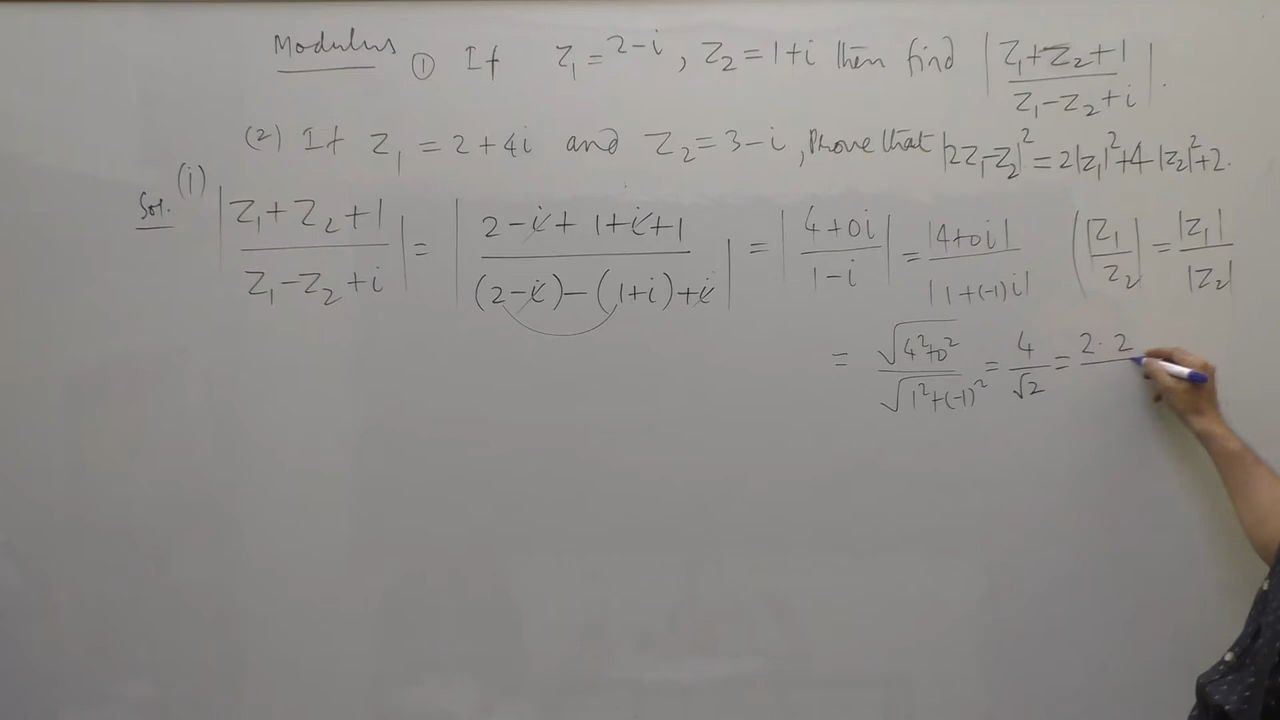 Modulus ① If Z₁ = 2-i , Z₂ = 1+i then find |(Z₁+Z₂+1)/(Z₁-Z₂+i)|.
(2) If Z₁ = 2+4i and Z₂ = 3-i , Prove that |2Z₁-Z₂|² = 2|Z₁|²+4|Z₂|²+2.
Sol. (i) |(Z₁+Z₂+1)/(Z₁-Z₂+i)| = |(2-i+1+i+1)/((2-i)-(1+i)+i)| = |(4+0i)/(1-i)| = |4+0i|/|1+(-1)i| (|Z₁/Z₂| = |Z₁|/|Z₂|
= √(4²+0²)/√(1²+(-1)²) = 4/√2 = 2·2